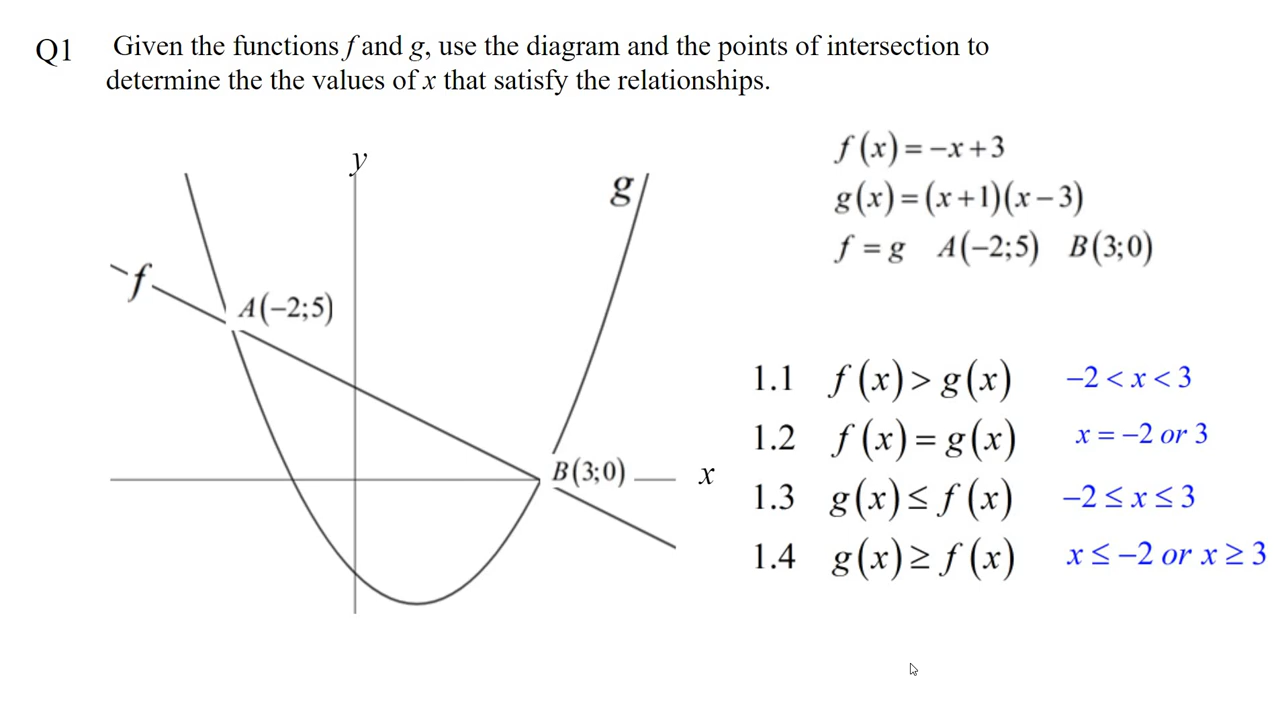 Q1 Given the functions f and g, use the diagram and the points of intersection to
determine the the values of x that satisfy the relationships.
y
g
f
A(−2;5)
B(3;0)
x
f(x)=−x+3
g(x)=(x+1)(x−3)
f=g A(−2;5) B(3;0)
1.1 f(x)>g(x) −2<x<3
1.2 f(x)=g(x) x=−2 or 3
1.3 g(x)≤f(x) −2≤x≤3
1.4 g(x)≥f(x) x≤−2 or x≥3